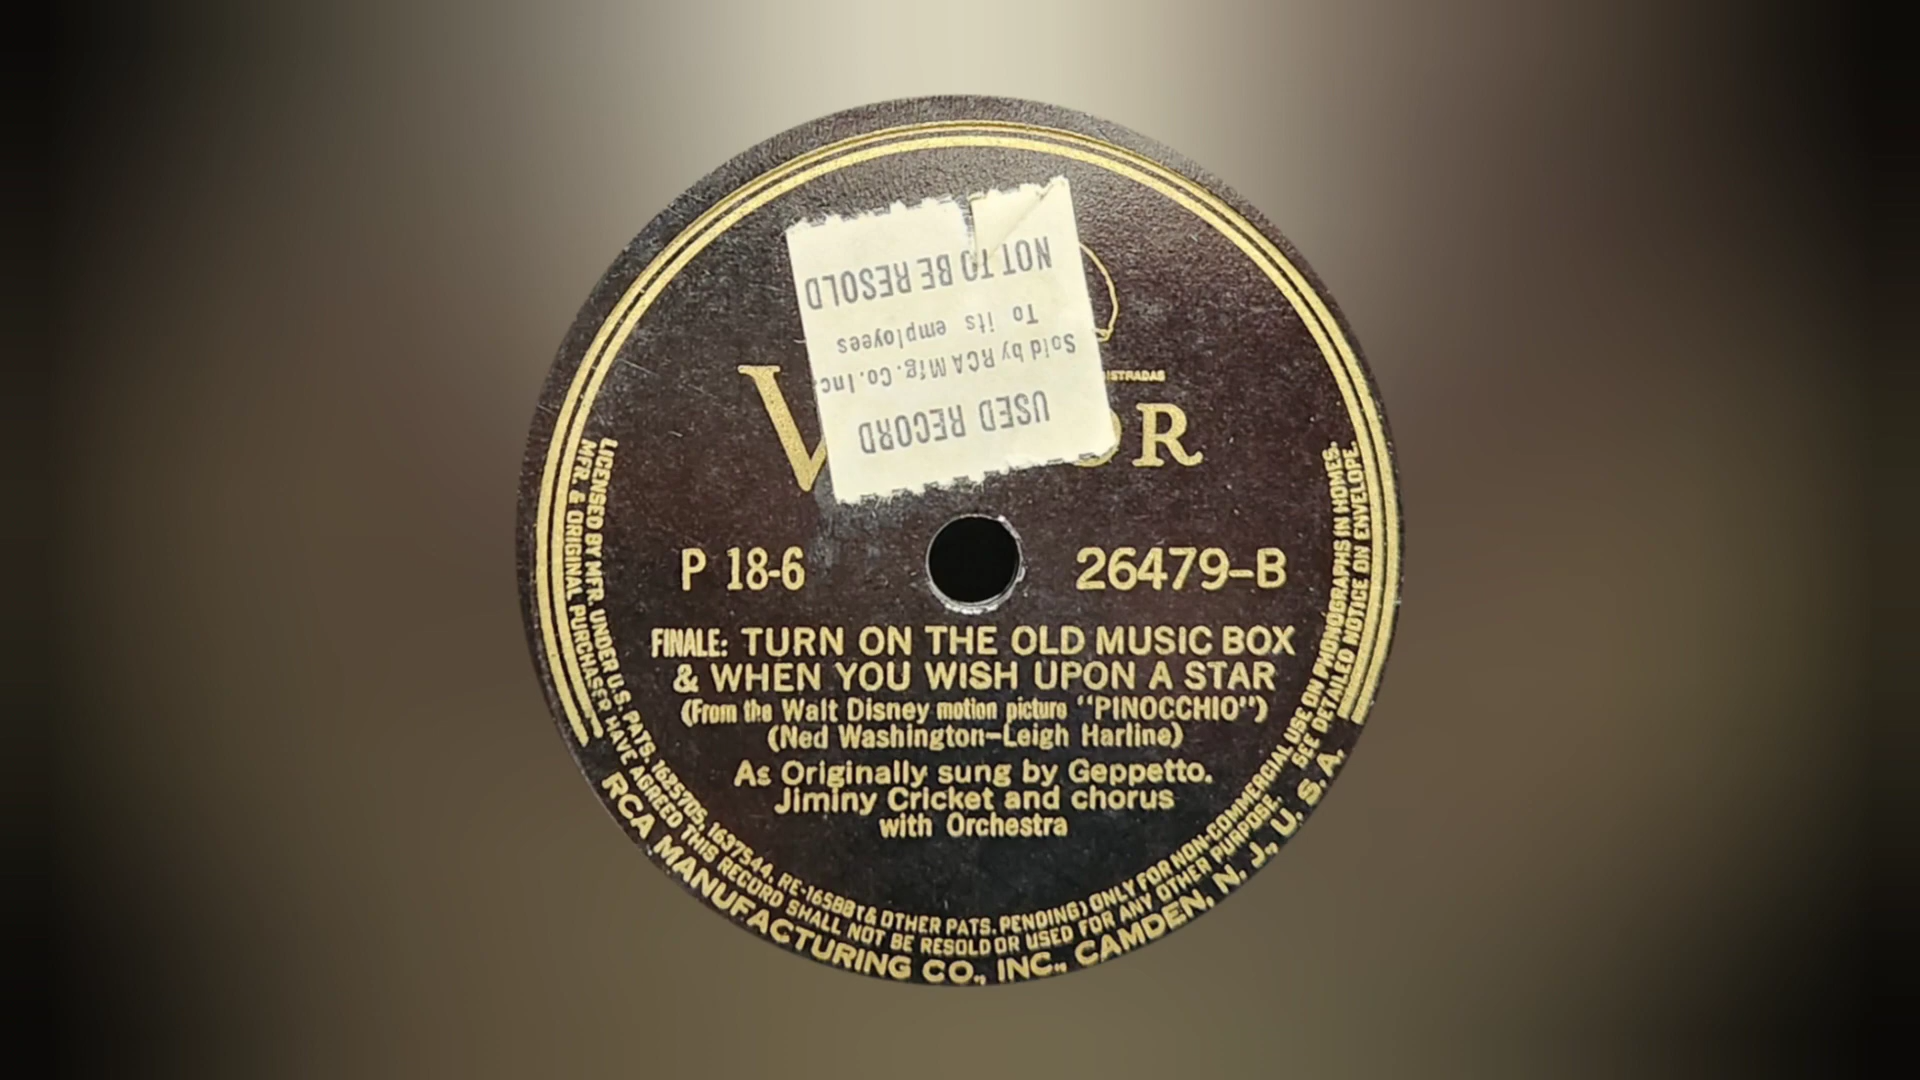 NOT TO BE RESOLD
To its employees
Sold by RCA Mfg. Co. Inc.
USED RECORD
ISTRADAS
V OR
P 18-6
26479-B
FINALE: TURN ON THE OLD MUSIC BOX
& WHEN YOU WISH UPON A STAR
(From the Walt Disney motion picture "PINOCCHIO")
(Ned Washington-Leigh Harline)
As Originally sung by Geppetto.
Jiminy Cricket and chorus
with Orchestra
LICENSED BY MFR. UNDER U.S. PATS. 1625705, 1637544, RE-16588 (& OTHER PATS. PENDING) ONLY FOR NON-COMMERCIAL USE ON PHONOGRAPHS IN HOMES.
MFR. & ORIGINAL PURCHASER HAVE AGREED THIS RECORD SHALL NOT BE RESOLD OR USED FOR ANY OTHER PURPOSE. SEE DETAILED NOTICE ON ENVELOPE.
RCA MANUFACTURING CO., INC., CAMDEN, N. J., U. S. A.